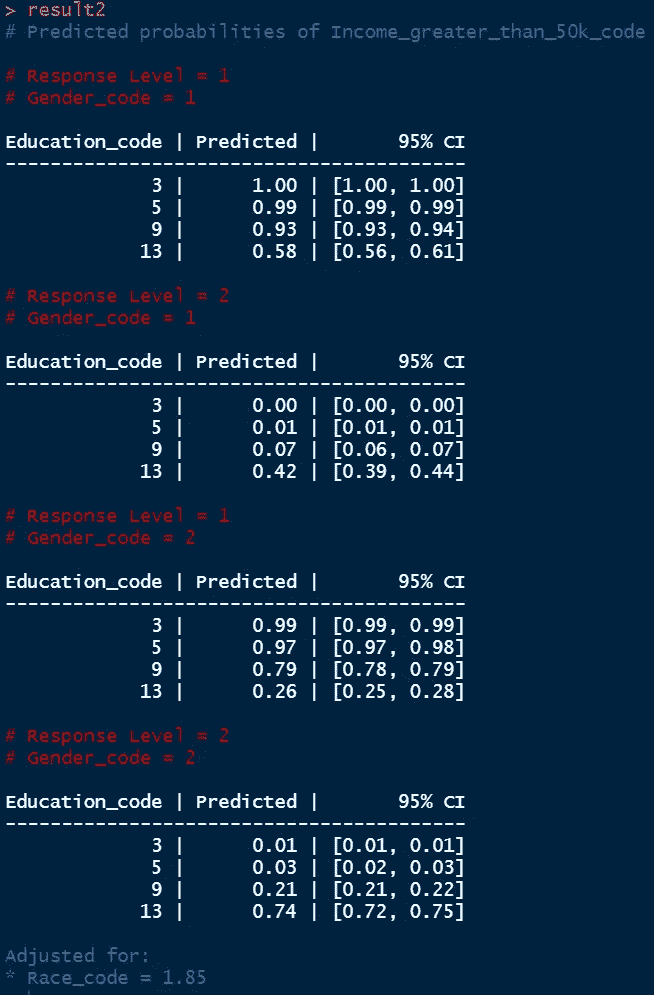 > result2
# Predicted probabilities of Income_greater_than_50k_code
# Response Level = 1
# Gender_code = 1
Education_code | Predicted |       95% CI
-----------------------------------------
             3 |      1.00 | [1.00, 1.00]
             5 |      0.99 | [0.99, 0.99]
             9 |      0.93 | [0.93, 0.94]
            13 |      0.58 | [0.56, 0.61]
# Response Level = 2
# Gender_code = 1
Education_code | Predicted |       95% CI
-----------------------------------------
             3 |      0.00 | [0.00, 0.00]
             5 |      0.01 | [0.01, 0.01]
             9 |      0.07 | [0.06, 0.07]
            13 |      0.42 | [0.39, 0.44]
# Response Level = 1
# Gender_code = 2
Education_code | Predicted |       95% CI
-----------------------------------------
             3 |      0.99 | [0.99, 0.99]
             5 |      0.97 | [0.97, 0.98]
             9 |      0.79 | [0.78, 0.79]
            13 |      0.26 | [0.25, 0.28]
# Response Level = 2
# Gender_code = 2
Education_code | Predicted |       95% CI
-----------------------------------------
             3 |      0.01 | [0.01, 0.01]
             5 |      0.03 | [0.02, 0.03]
             9 |      0.21 | [0.21, 0.22]
            13 |      0.74 | [0.72, 0.75]
Adjusted for:
* Race_code = 1.85